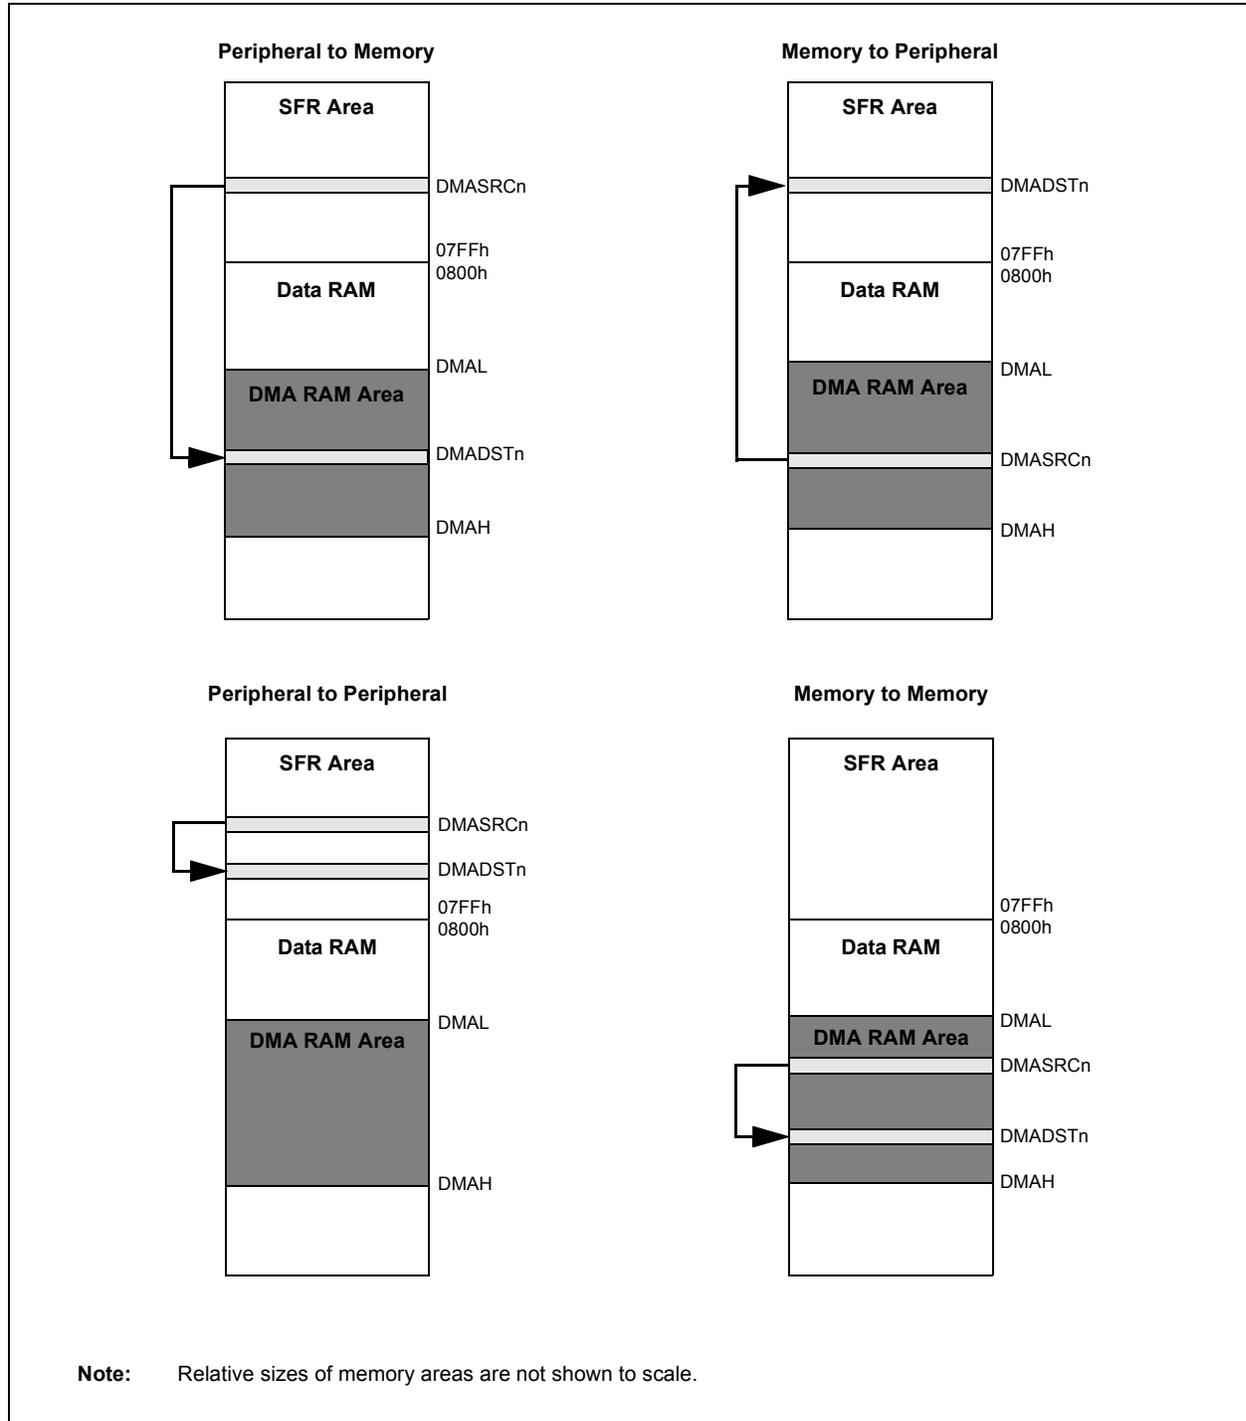 Peripheral to Memory
SFR Area
DMASRCn
07FFh
0800h
Data RAM
DMAL
DMA RAM Area
DMADSTn
DMAH
Memory to Peripheral
SFR Area
DMADSTn
07FFh
0800h
Data RAM
DMAL
DMA RAM Area
DMASRCn
DMAH
Peripheral to Peripheral
SFR Area
DMASRCn
DMADSTn
07FFh
0800h
Data RAM
DMAL
DMA RAM Area
DMAH
Memory to Memory
SFR Area
07FFh
0800h
Data RAM
DMAL
DMA RAM Area
DMASRCn
DMADSTn
DMAH
Note: Relative sizes of memory areas are not shown to scale.